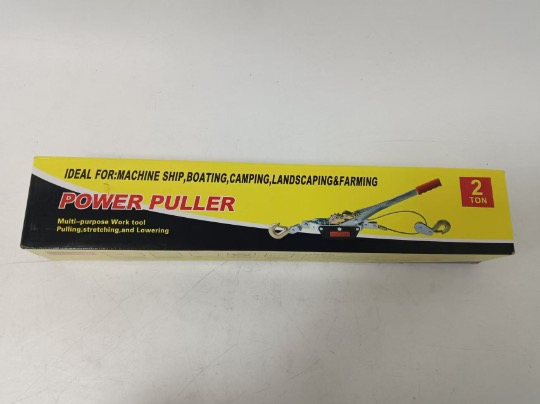 IDEAL FOR:MACHINE SHIP,BOATING,CAMPING,LANDSCAPING&FARMING
POWER PULLER
Multi-purpose Work tool
Pulling,stretching,and Lowering
2
TON